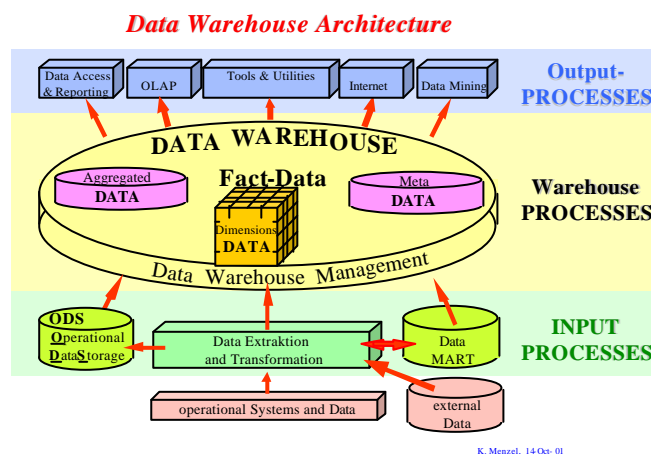 Data Warehouse Architecture
Data Access
& Reporting
OLAP
Tools & Utilities
Internet
Data Mining
Output-
PROCESSES
DATA WAREHOUSE
Fact-Data
Aggregated
DATA
Meta
DATA
Dimensions
DATA
Warehouse
PROCESSES
Data Warehouse Management
ODS
Operational
DataStorage
Data Extraktion
and Transformation
Data
MART
INPUT
PROCESSES
operational Systems and Data
external
Data
K. Menzel, 14-Oct- 01